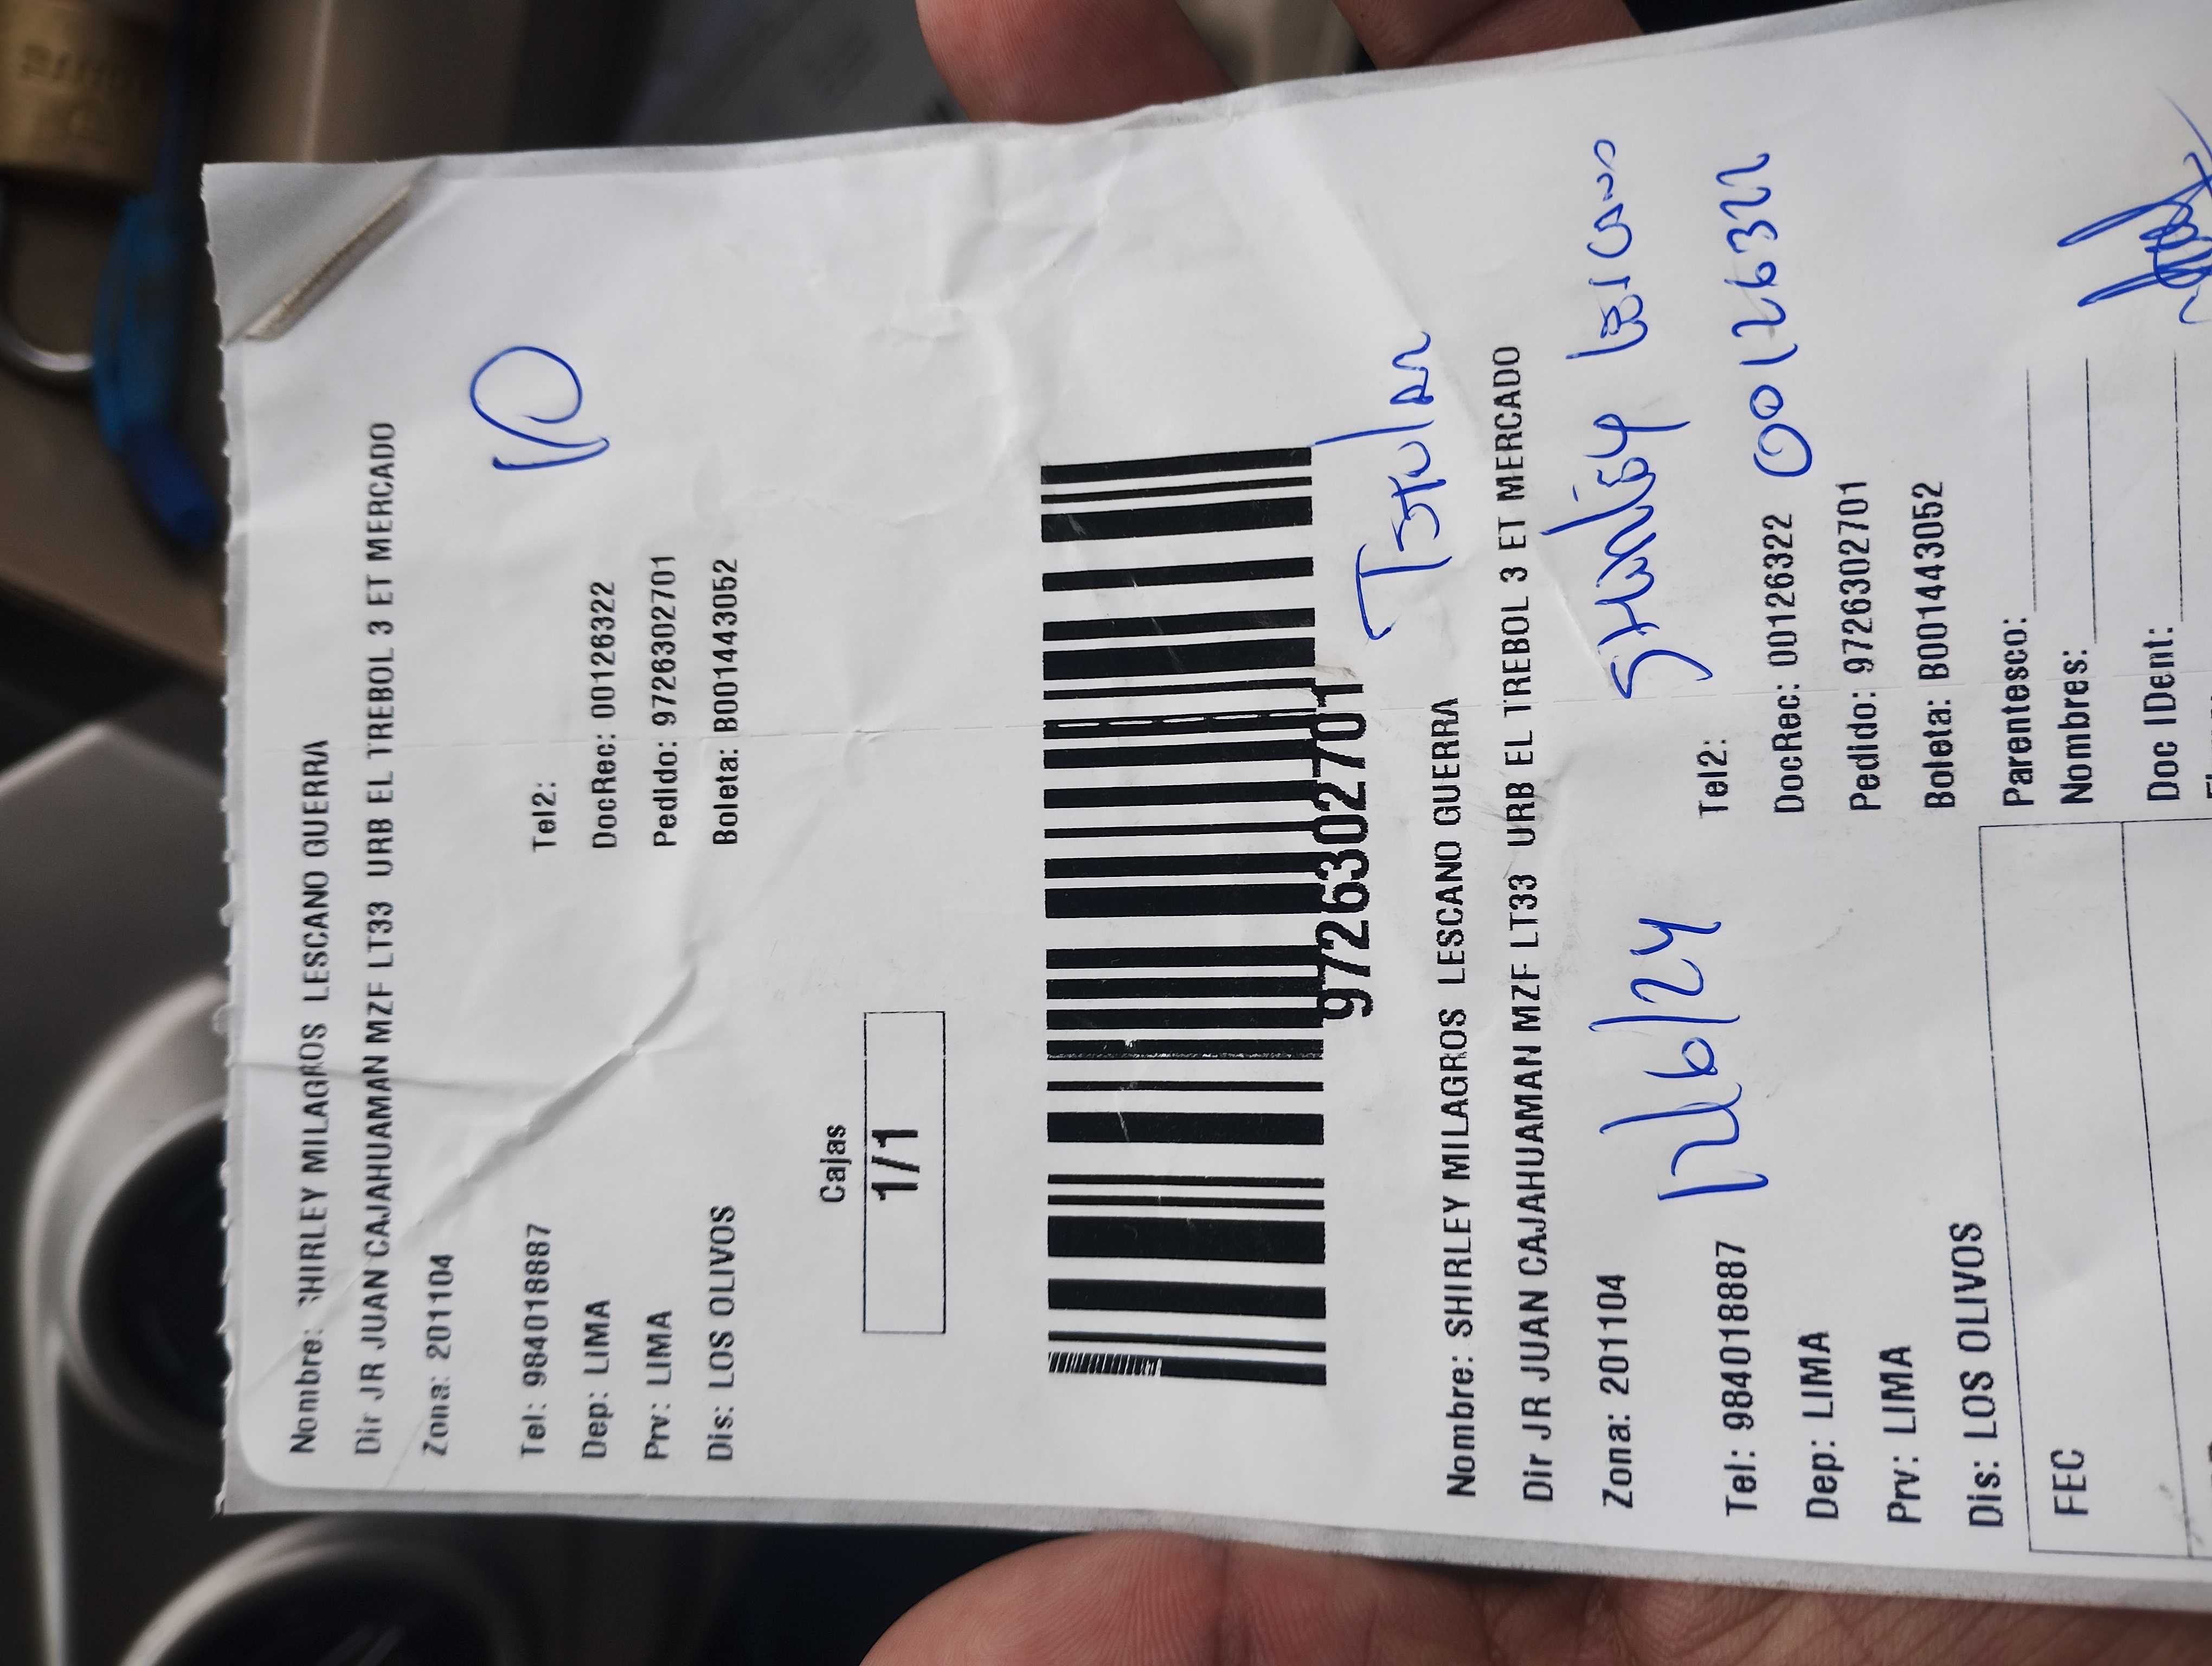 Nombre: SHIRLEY MILAGROS LESCANO GUERRA
Dir JR JUAN CAJAHUAMAN MZF LT33 URB EL TREBOL 3 ET MERCADO
Zona: 201104
Tel: 984018887 Tel2:
Dep: LIMA DocRec: 00126322
Prv: LIMA Pedido: 9726302701
Dis: LOS OLIVOS Boleta: B001443052
Cajas
1/1
9726302701
Titular
Nombre: SHIRLEY MILAGROS LESCANO GUERRA
Dir JR JUAN CAJAHUAMAN MZF LT33 URB EL TREBOL 3 ET MERCADO
Zona: 201104
Shirley
12/6/24
Tel: 984018887 Tel2:
00126322
Dep: LIMA DocRec: 00126322
Prv: LIMA Pedido: 9726302701
Dis: LOS OLIVOS Boleta: B001443052
Parentesco:
FEC Nombres:
Doc IDent: